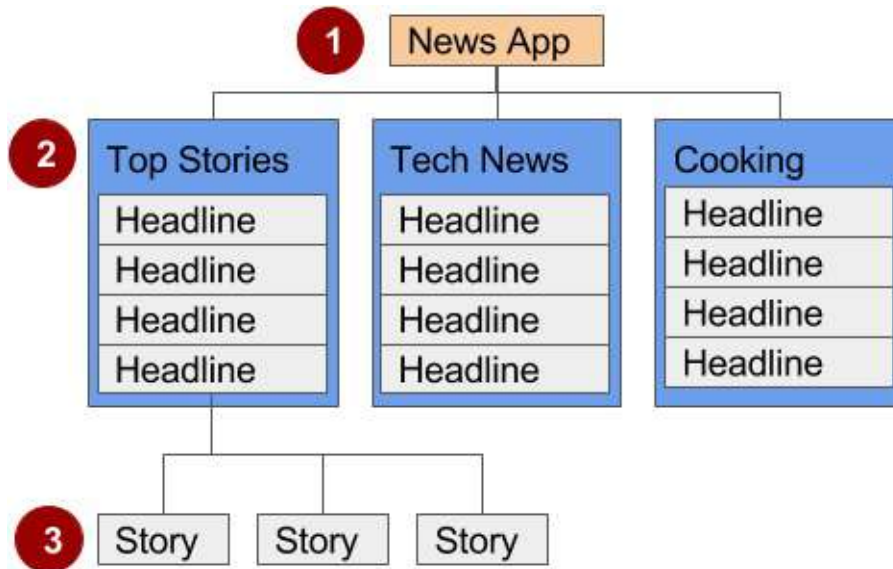 1 News App
2
Top Stories
Headline
Headline
Headline
Headline
Tech News
Headline
Headline
Headline
Headline
Cooking
Headline
Headline
Headline
Headline
3 Story Story Story